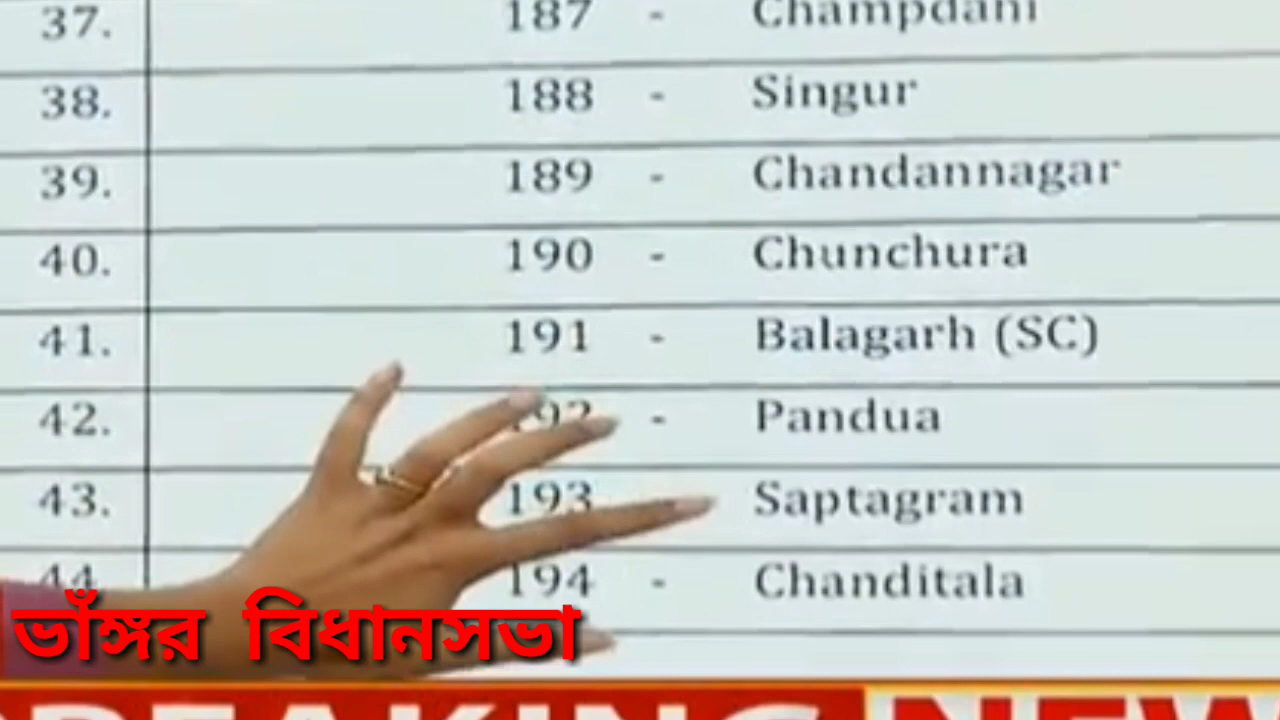 37. 187 - Champdani
38. 188 - Singur
39. 189 - Chandannagar
40. 190 - Chunchura
41. 191 - Balagarh (SC)
42. 192 - Pandua
43. 193 - Saptagram
44. 194 - Chanditala
ভাঁঙ্গর বিধানসভা
BREAKING NEWS